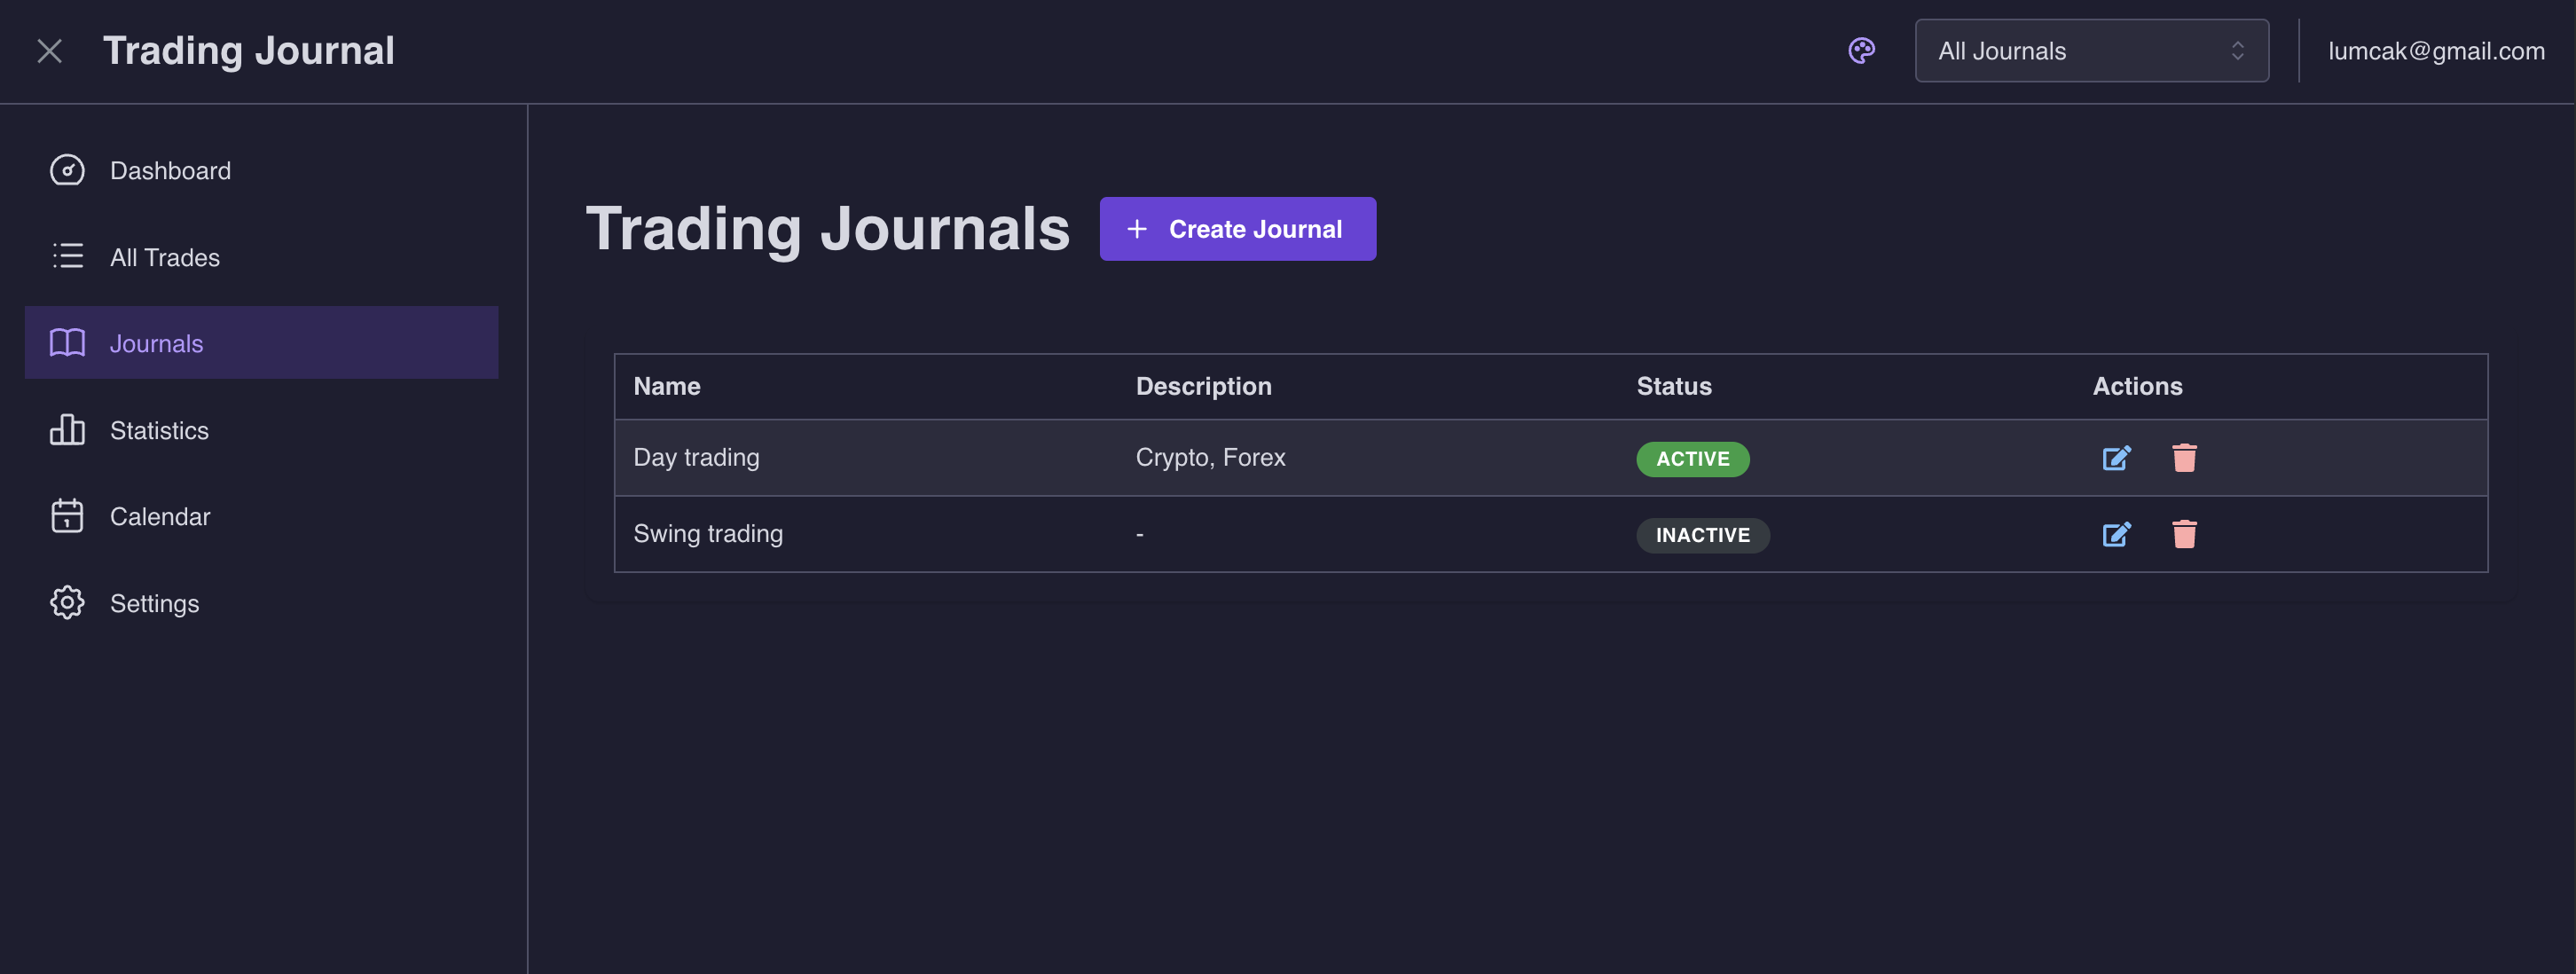 Trading Journal
All Journals
lumcak@gmail.com
Dashboard
All Trades
Journals
Statistics
Calendar
Settings
Trading Journals
+ Create Journal
Name Description Status Actions
Day trading Crypto, Forex ACTIVE
Swing trading - INACTIVE